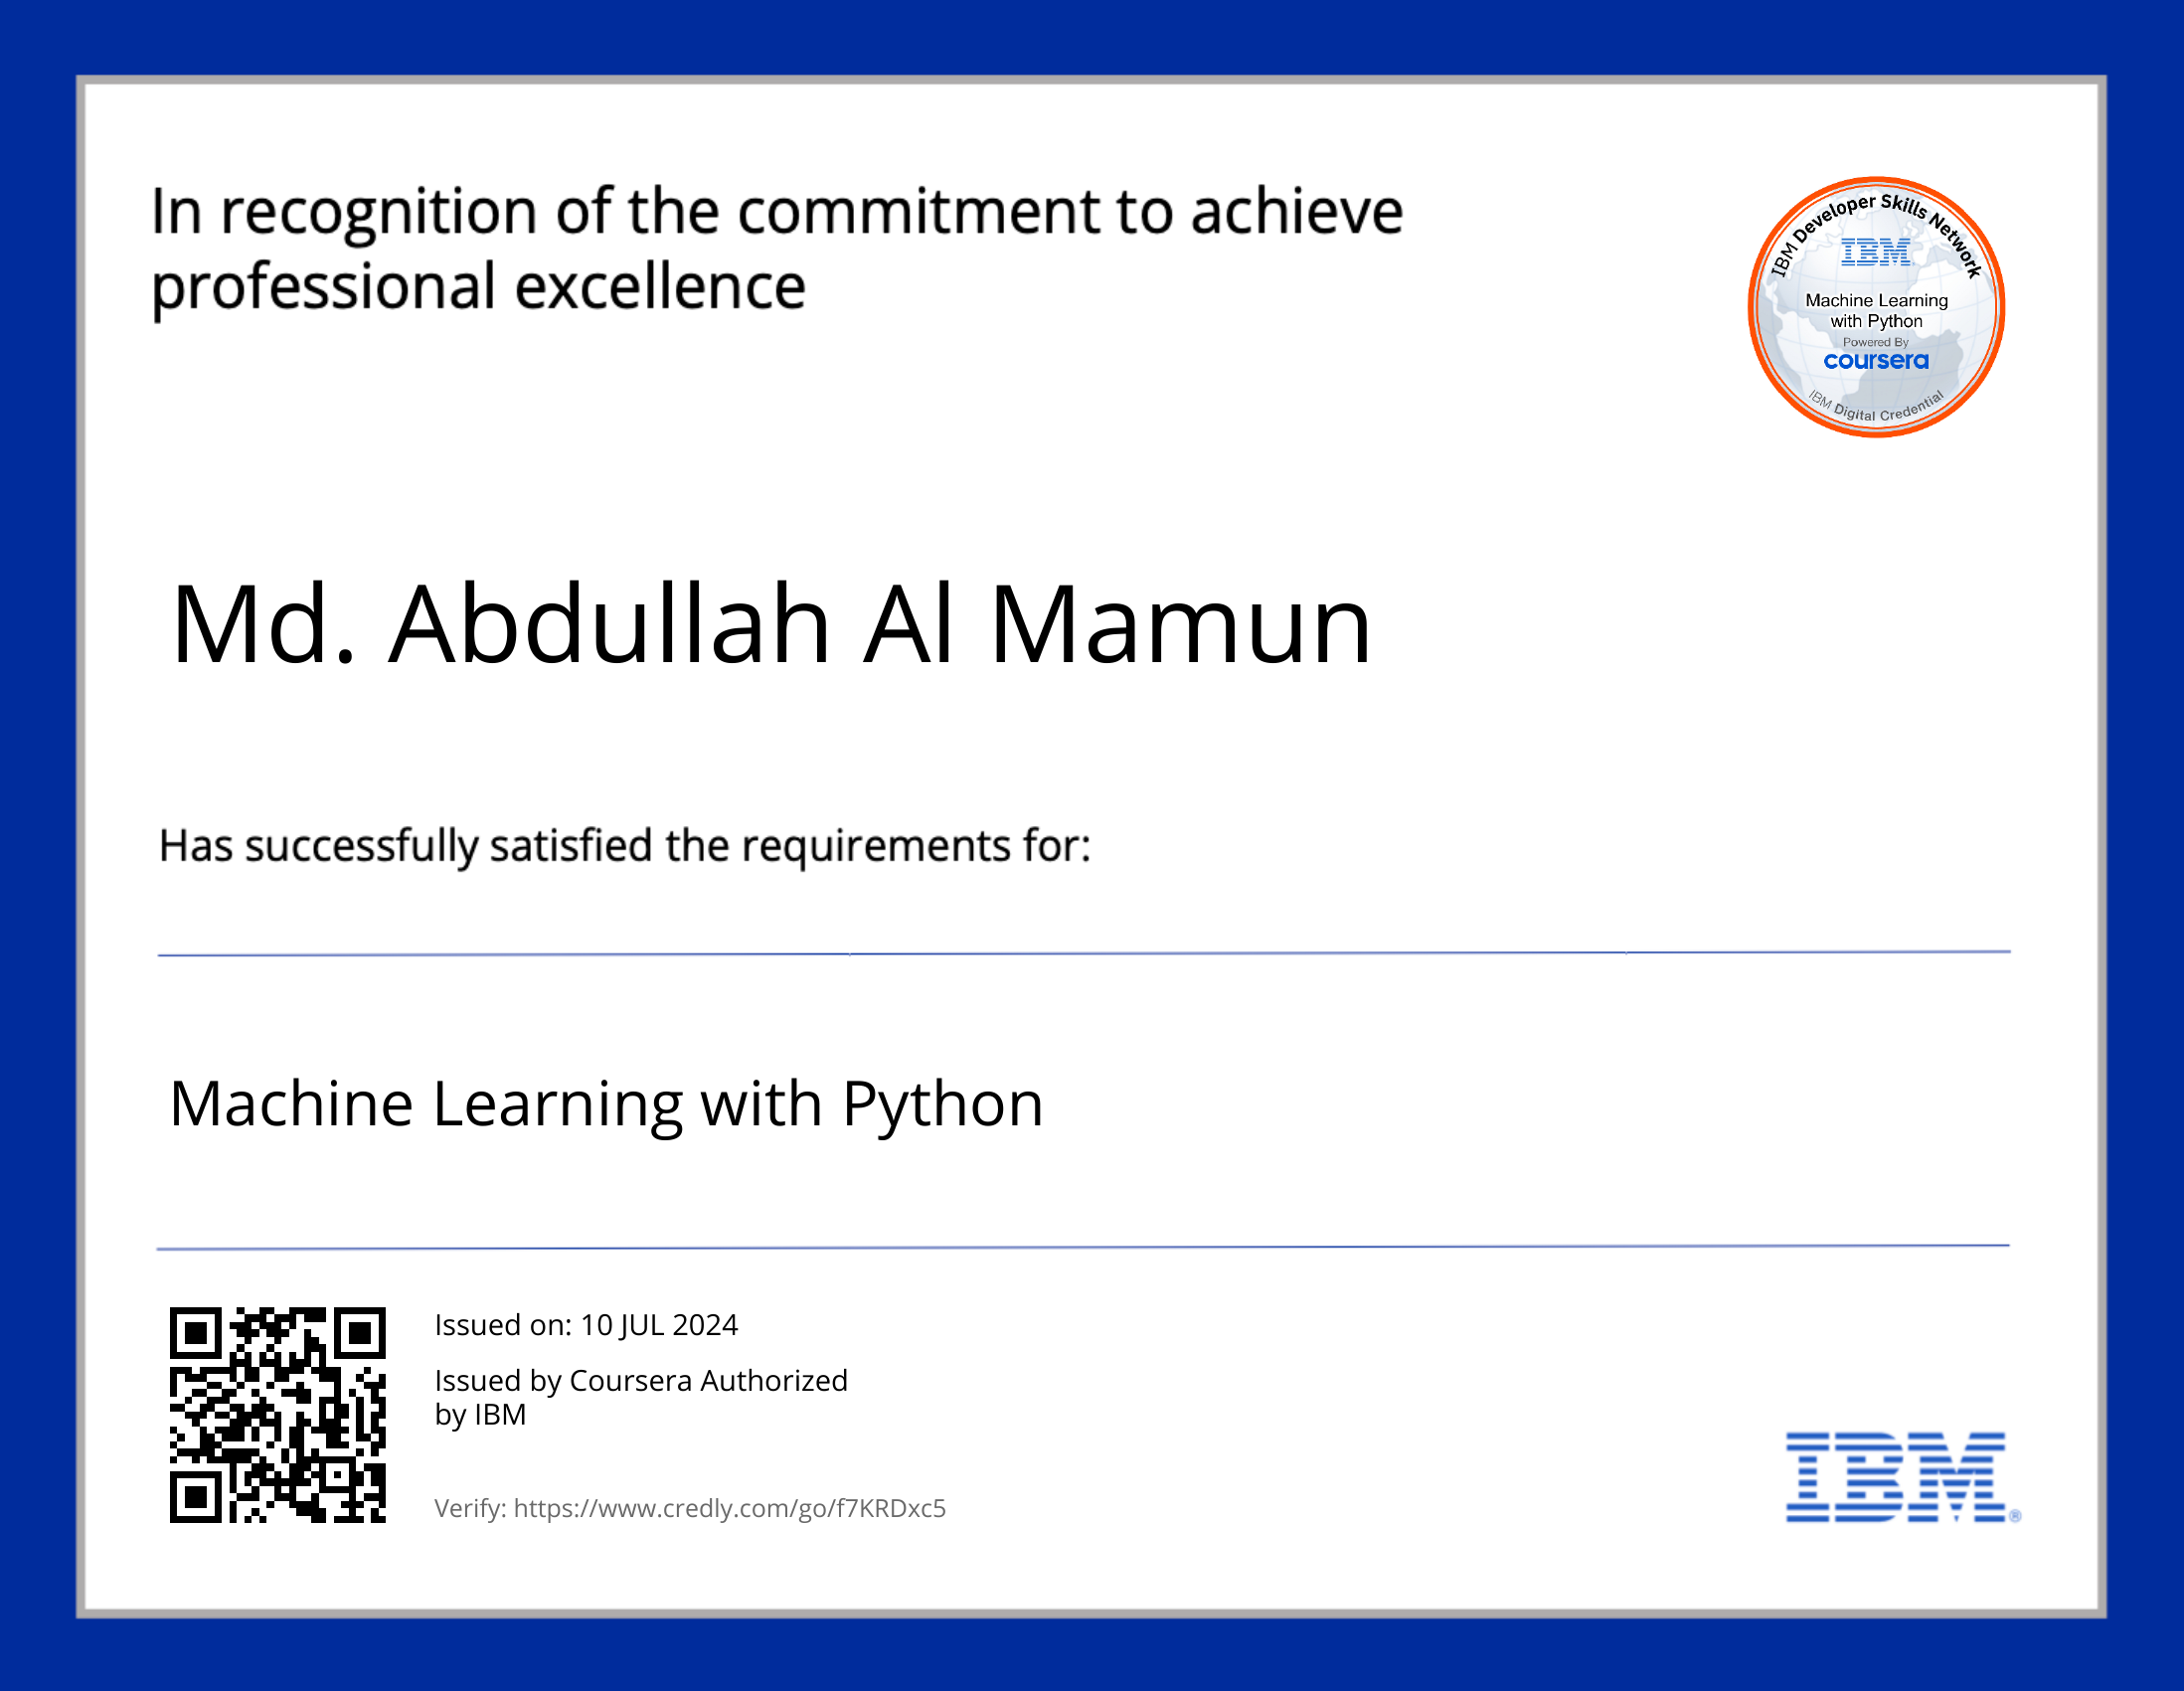 In recognition of the commitment to achieve
professional excellence
IBM Developer Skills Network
IBM
Machine Learning
with Python
Powered By
coursera
IBM Digital Credential
Md. Abdullah Al Mamun
Has successfully satisfied the requirements for:
Machine Learning with Python
Issued on: 10 JUL 2024
Issued by Coursera Authorized
by IBM
Verify: https://www.credly.com/go/f7KRDxc5
IBM®